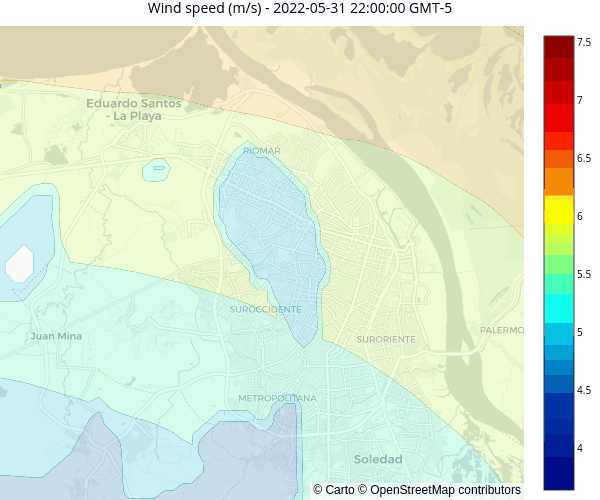 Wind speed (m/s) - 2022-05-31 22:00:00 GMT-5
7.5
Eduardo Santos
- La Playa
7
RIOMAR
6.5
6
5.5
SUROCCIDENTE
PALERMO
5
Juan Mina
SURORIENTE
4.5
METROPOLITANA
4
Soledad
© Carto © OpenStreetMap contributors